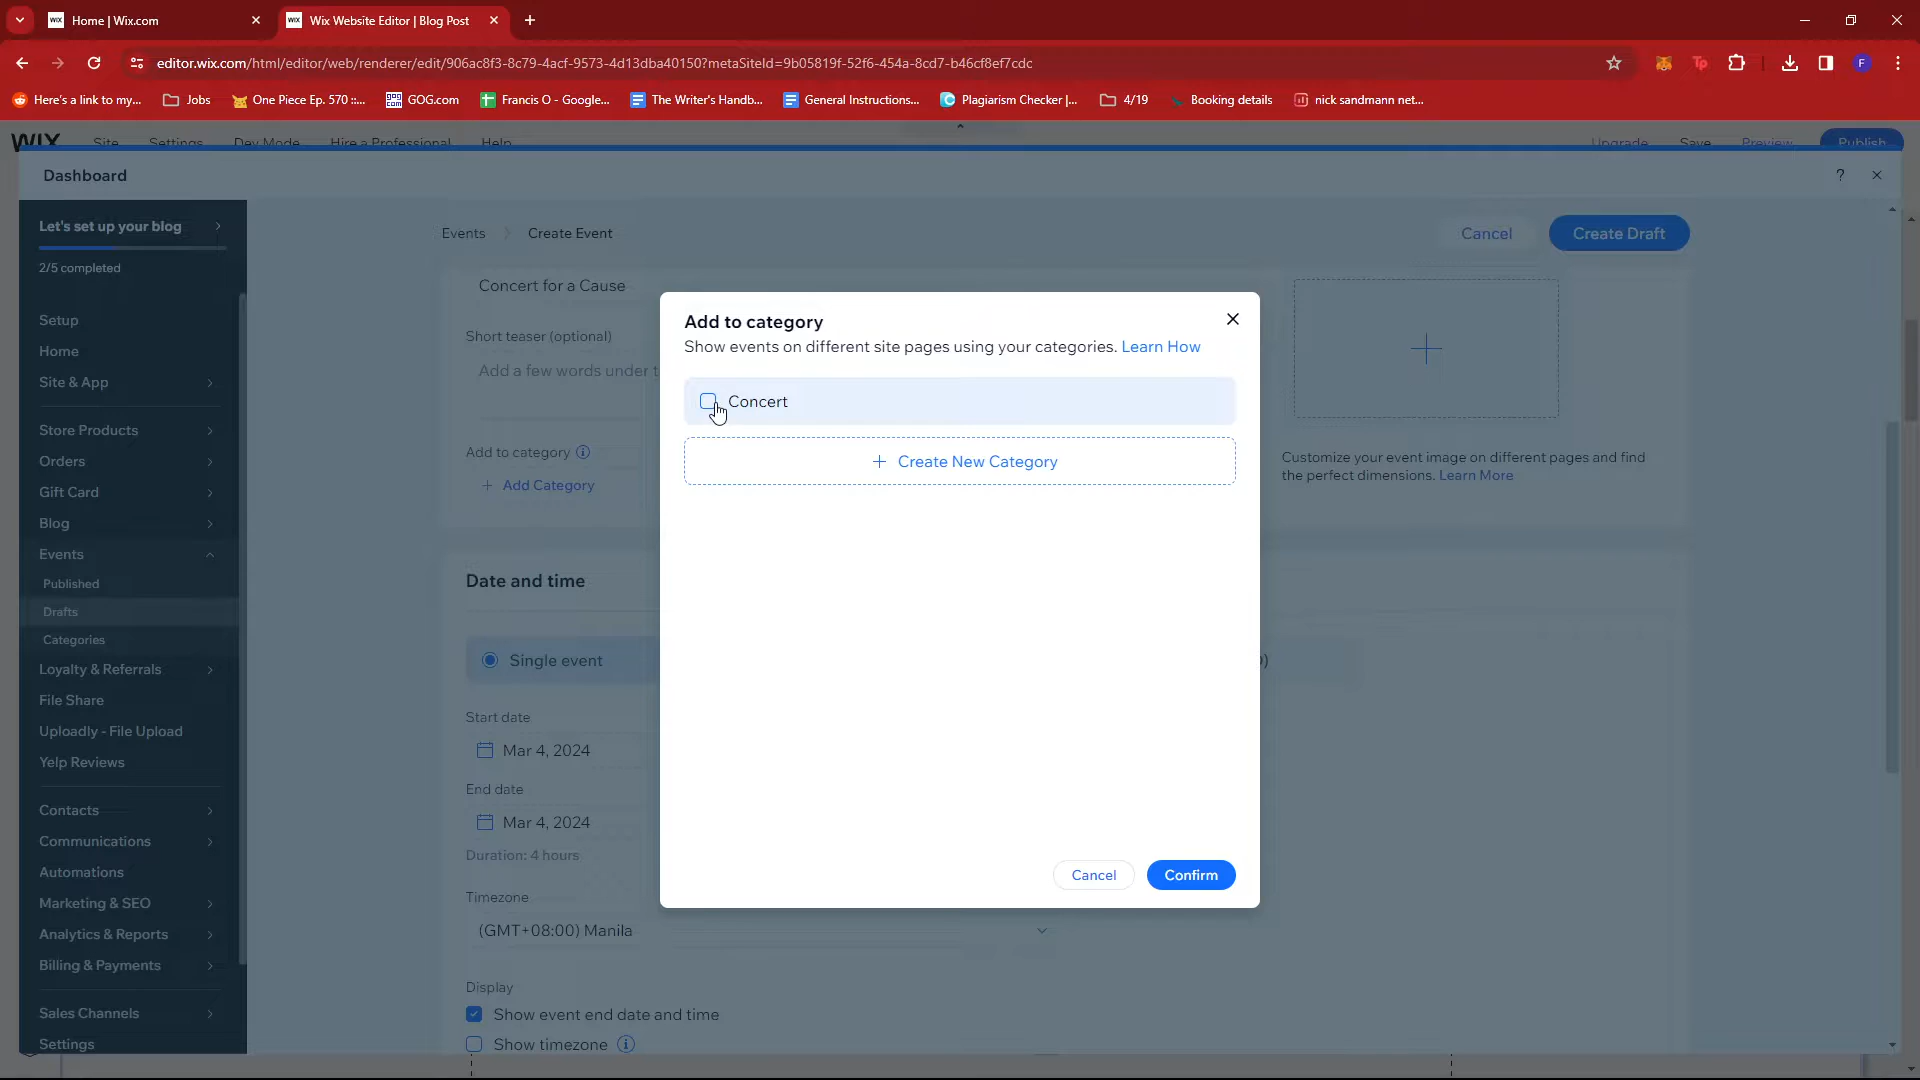 Home | Wix.com
Wix Website Editor | Blog Post
editor.wix.com/html/editor/web/renderer/edit/906ac8f3-8c79-4acf-9573-4d13dba40150?metaSiteId=9b05819f-52f6-454a-8cd7-b46cf8ef7cdc
F
Here's a link to my...
Jobs
One Piece Ep. 570 ::...
GOG.com
Francis O - Google...
The Writer's Handb...
General Instructions...
Plagiarism Checker |...
4/19
Booking details
nick sandmann net...
WIX
Site
Settings
Dev Mode
Hire a Professional
Help
Upgrade
Save
Preview
Publish
Dashboard
?
Let's set up your blog
2/5 completed
Setup
Home
Site & App
Store Products
Orders
Gift Card
Blog
Events
Published
Drafts
Categories
Loyalty & Referrals
File Share
Uploadly - File Upload
Yelp Reviews
Contacts
Communications
Automations
Marketing & SEO
Analytics & Reports
Billing & Payments
Sales Channels
Settings
Events
Create Event
Cancel
Create Draft
Concert for a Cause
Short teaser (optional)
Add a few words under t
Add to category
+ Add Category
Customize your event image on different pages and find
the perfect dimensions. Learn More
Date and time
Single event
Start date
Mar 4, 2024
End date
Mar 4, 2024
Duration: 4 hours
Timezone
(GMT+08:00) Manila
Display
Show event end date and time
Show timezone
Add to category
Show events on different site pages using your categories. Learn How
Concert
+ Create New Category
Cancel
Confirm